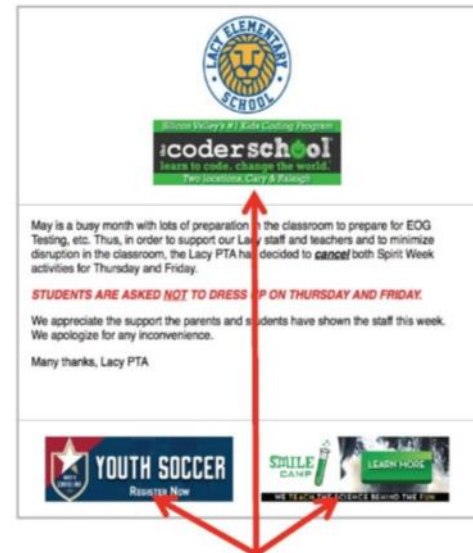 LACY ELEMENTARY
SCHOOL
Silicon Valley's #1 Kids Coding Program
the coder school
learn to code. change the world.
Two locations, Cary & Raleigh
May is a busy month with lots of preparation in the classroom to prepare for EOG
Testing, etc. Thus, in order to support our Lacy staff and teachers and to minimize
disruption in the classroom, the Lacy PTA has decided to cancel both Spirit Week
activities for Thursday and Friday.
STUDENTS ARE ASKED NOT TO DRESS UP ON THURSDAY AND FRIDAY.
We appreciate the support the parents and students have shown the staff this week.
We apologize for any inconvenience.
Many thanks, Lacy PTA
NORTH
CAROLINA
YOUTH SOCCER
REGISTER NOW
SMILE
CAMP
LEARN MORE
WE TEACH THE SCIENCE BEHIND THE FUN